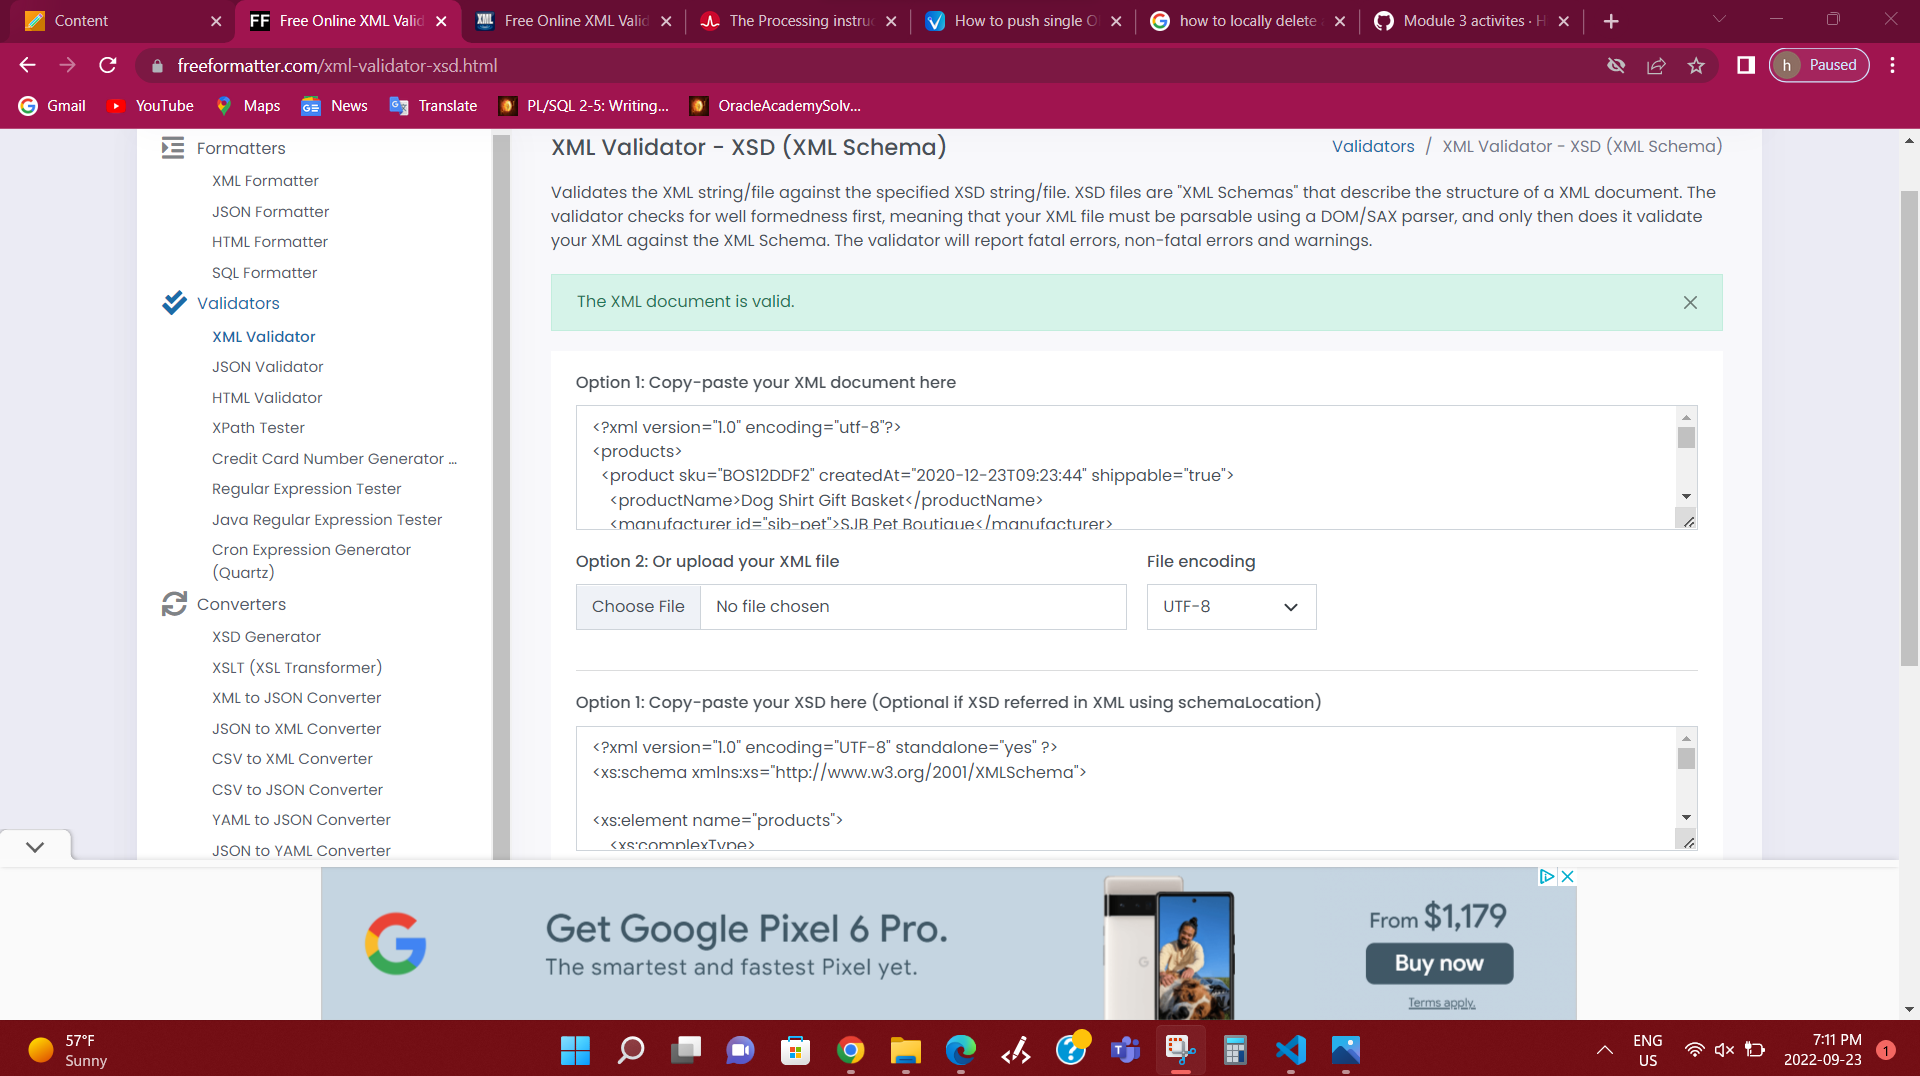 Content
Free Online XML Valid
Free Online XML Valid
The Processing instru
How to push single O
how to locally delete
Module 3 activites · H
freeformatter.com/xml-validator-xsd.html
h Paused
Gmail
YouTube
Maps
News
Translate
PL/SQL 2-5: Writing...
OracleAcademySolv...
Formatters
XML Formatter
JSON Formatter
HTML Formatter
SQL Formatter
Validators
XML Validator
JSON Validator
HTML Validator
XPath Tester
Credit Card Number Generator ...
Regular Expression Tester
Java Regular Expression Tester
Cron Expression Generator
(Quartz)
Converters
XSD Generator
XSLT (XSL Transformer)
XML to JSON Converter
JSON to XML Converter
CSV to XML Converter
CSV to JSON Converter
YAML to JSON Converter
JSON to YAML Converter
XML Validator - XSD (XML Schema)
Validators / XML Validator - XSD (XML Schema)
Validates the XML string/file against the specified XSD string/file. XSD files are "XML Schemas" that describe the structure of a XML document. The
validator checks for well formedness first, meaning that your XML file must be parsable using a DOM/SAX parser, and only then does it validate
your XML against the XML Schema. The validator will report fatal errors, non-fatal errors and warnings.
The XML document is valid.
Option 1: Copy-paste your XML document here
<?xml version="1.0" encoding="utf-8"?>
<products>
<product sku="BOS12DDF2" createdAt="2020-12-23T09:23:44" shippable="true">
<productName>Dog Shirt Gift Basket</productName>
<manufacturer id="sjb-pet">SJB Pet Boutique</manufacturer>
Option 2: Or upload your XML file
File encoding
Choose File
No file chosen
UTF-8
Option 1: Copy-paste your XSD here (Optional if XSD referred in XML using schemaLocation)
<?xml version="1.0" encoding="UTF-8" standalone="yes" ?>
<xs:schema xmlns:xs="http://www.w3.org/2001/XMLSchema">
<xs:element name="products">
<xs:complexType>
Get Google Pixel 6 Pro.
The smartest and fastest Pixel yet.
From $1,179
Buy now
Terms apply.
57°F
Sunny
ENG
US
7:11 PM
2022-09-23
1